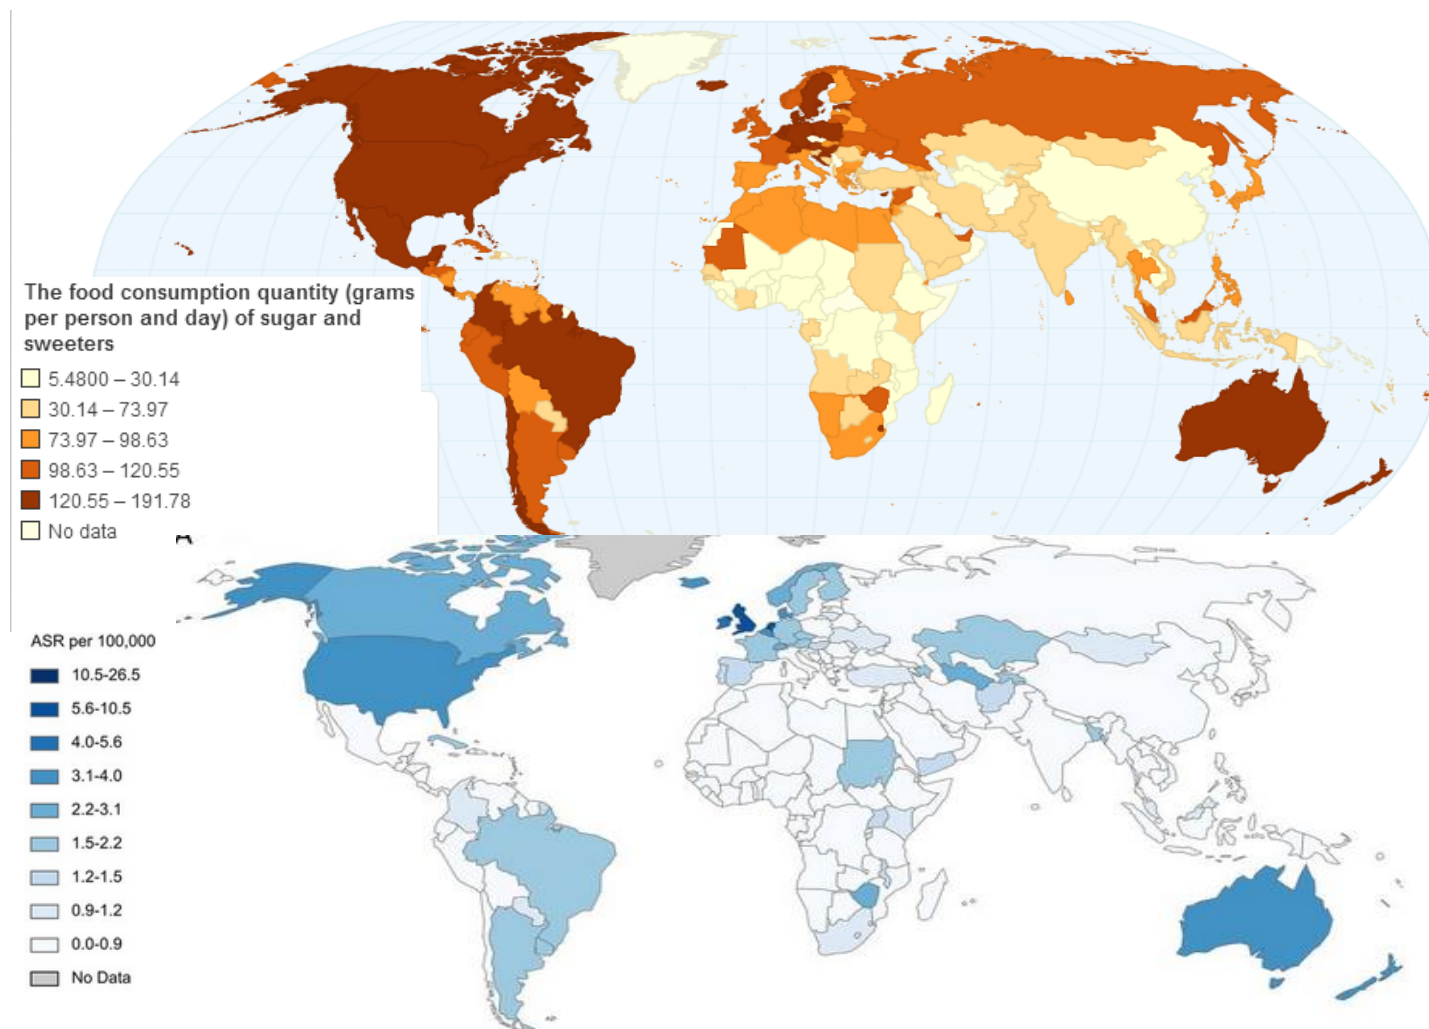 The food consumption quantity (grams
per person and day) of sugar and
sweeters
5.4800 – 30.14
30.14 – 73.97
73.97 – 98.63
98.63 – 120.55
120.55 – 191.78
No data
ASR per 100,000
10.5-26.5
5.6-10.5
4.0-5.6
3.1-4.0
2.2-3.1
1.5-2.2
1.2-1.5
0.9-1.2
0.0-0.9
No Data